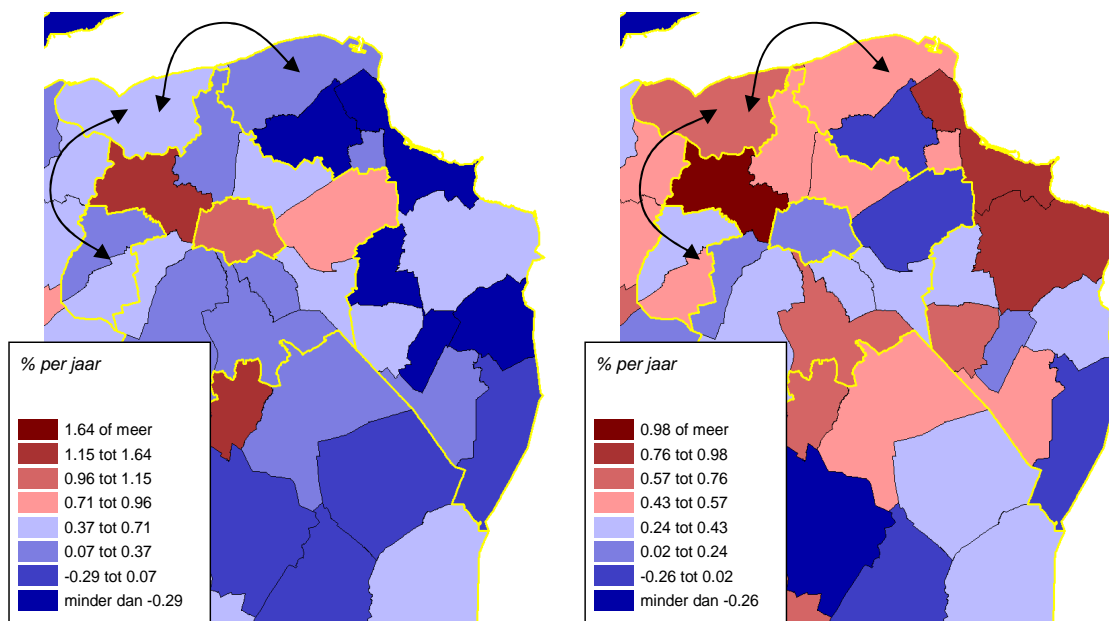 % per jaar
1.64 of meer
1.15 tot 1.64
0.96 tot 1.15
0.71 tot 0.96
0.37 tot 0.71
0.07 tot 0.37
-0.29 tot 0.07
minder dan -0.29
% per jaar
0.98 of meer
0.76 tot 0.98
0.57 tot 0.76
0.43 tot 0.57
0.24 tot 0.43
0.02 tot 0.24
-0.26 tot 0.02
minder dan -0.26